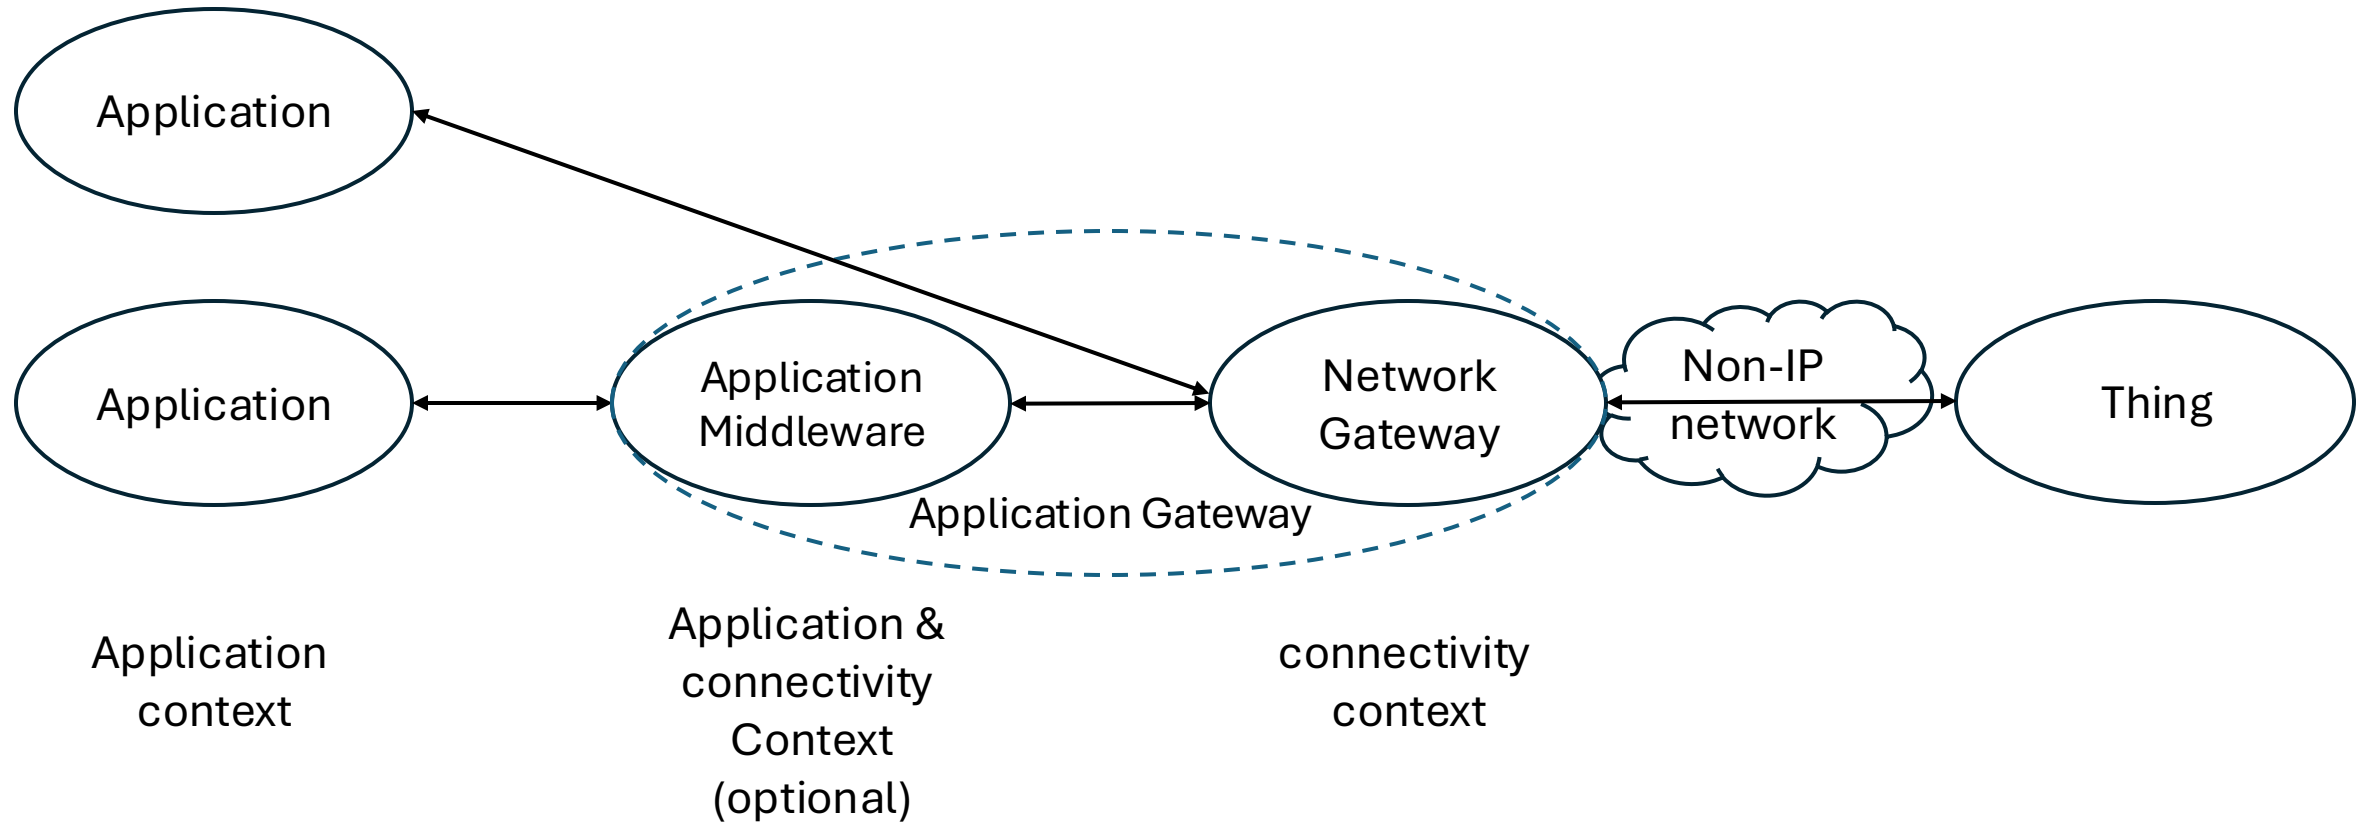 Application
Application
Application
Middleware
Network
Gateway
Non-IP
network
Thing
Application Gateway
Application
context
Application &
connectivity
Context
(optional)
connectivity
context